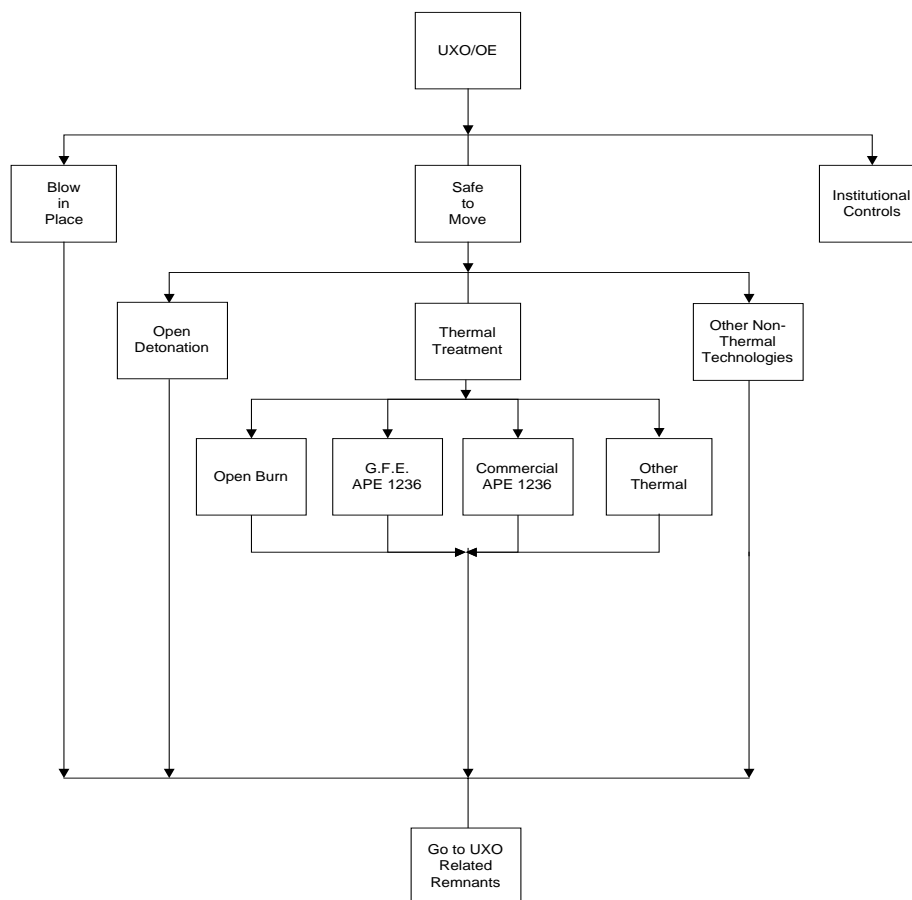 UXO/OE
Blow
in
Place
Safe
to
Move
Institutional
Controls
Open
Detonation
Thermal
Treatment
Other Non-
Thermal
Technologies
Open Burn
G.F.E.
APE 1236
Commercial
APE 1236
Other
Thermal
Go to UXO
Related
Remnants